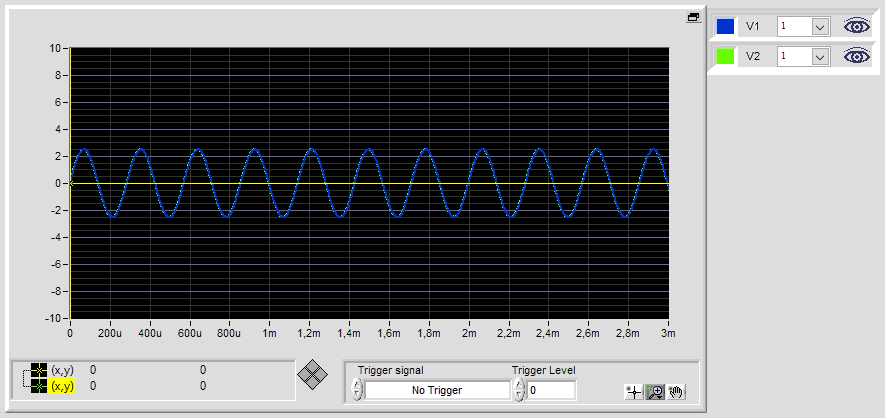 V1 1
V2 1
10
8
6
4
2
0
-2
-4
-6
-8
-10
0 200u 400u 600u 800u 1m 1,2m 1,4m 1,6m 1,8m 2m 2,2m 2,4m 2,6m 2,8m 3m
(x,y) 0 0
(x,y) 0 0
Trigger signal Trigger Level
No Trigger 0